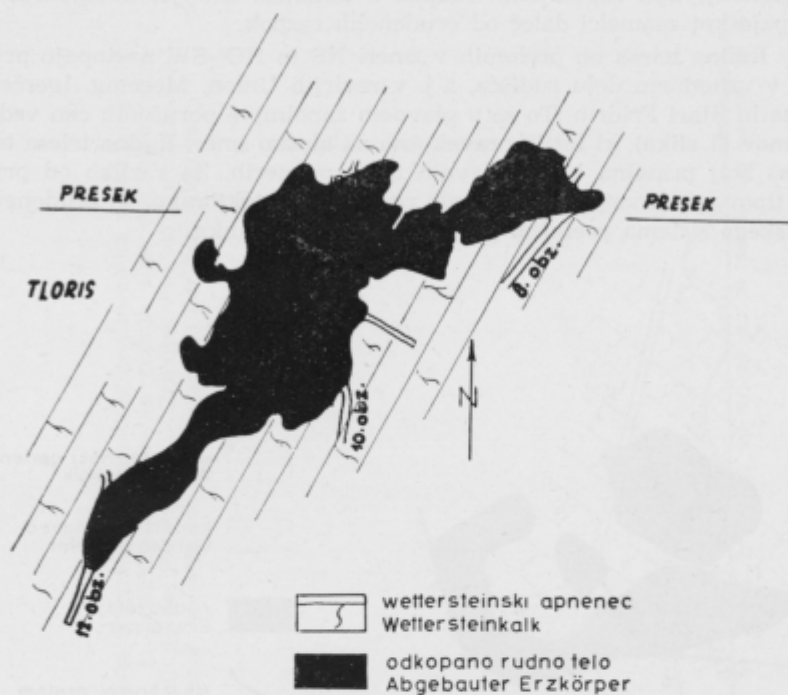 PRESEK
PRESEK
TLORIS
8. obz.
10. obz.
N
12. obz.
wettersteinski apnenec
Wettersteinkalk
odkopano rudno telo
Abgebauter Erzkörper